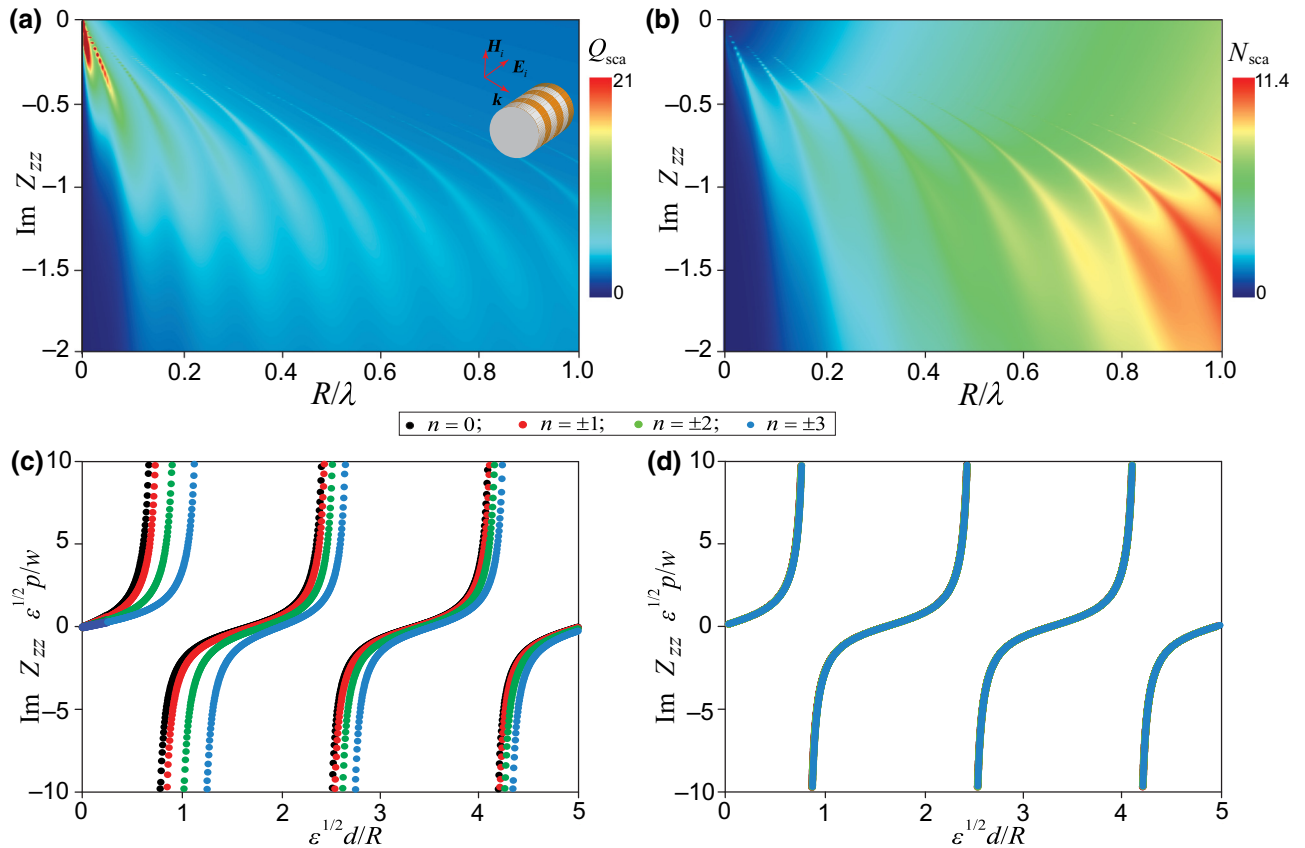 (a)
0
−0.5
−1
−1.5
−2
Im Z_zz
0
0.2
0.4
0.6
0.8
1.0
R/λ
H_i
E_i
k
Q_sca
21
0
(b)
0
−0.5
−1
−1.5
−2
Im Z_zz
0
0.2
0.4
0.6
0.8
1.0
R/λ
N_sca
11.4
0
n = 0; n = ±1; n = ±2; n = ±3
(c)
10
5
0
−5
−10
Im Z_zz ε^1/2 p/w
0
1
2
3
4
5
ε^1/2 d/R
(d)
10
5
0
−5
−10
Im Z_zz ε^1/2 p/w
0
1
2
3
4
5
ε^1/2 d/R